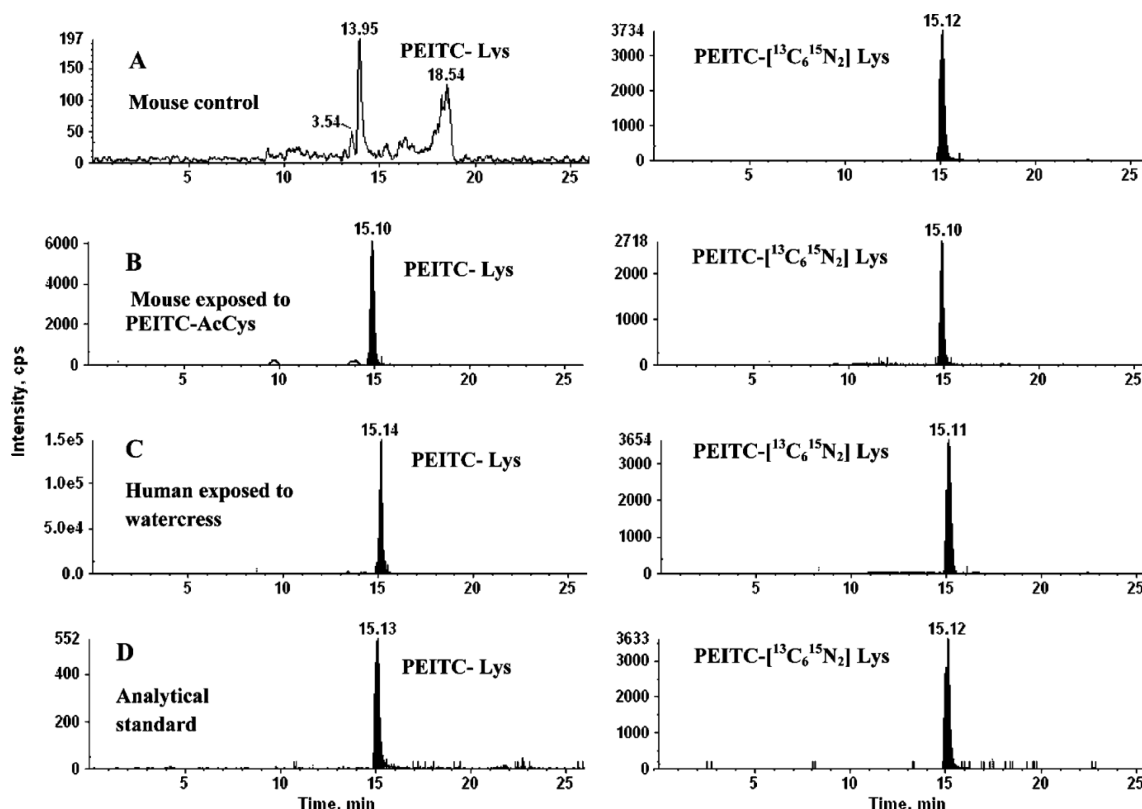 197
150
100
50
0
A
Mouse control
3.54
13.95
PEITC- Lys
18.54
5 10 15 20 25
3734
3000
2000
1000
0
PEITC-[¹³C₆¹⁵N₂] Lys
15.12
5 10 15 20 25
6000
4000
2000
0
B
Mouse exposed to
PEITC-AcCys
15.10
PEITC- Lys
5 10 15 20 25
2718
2000
1000
0
PEITC-[¹³C₆¹⁵N₂] Lys
15.10
5 10 15 20 25
Intensity, cps
1.5e5
1.0e5
5.0e4
0.0
C
Human exposed to
watercress
15.14
PEITC- Lys
5 10 15 20 25
3654
3000
2000
1000
0
PEITC-[¹³C₆¹⁵N₂] Lys
15.11
5 10 15 20 25
552
400
200
0
D
Analytical
standard
15.13
PEITC- Lys
5 10 15 20 25
Time, min
3633
3000
2000
1000
0
PEITC-[¹³C₆¹⁵N₂] Lys
15.12
5 10 15 20 25
Time, min